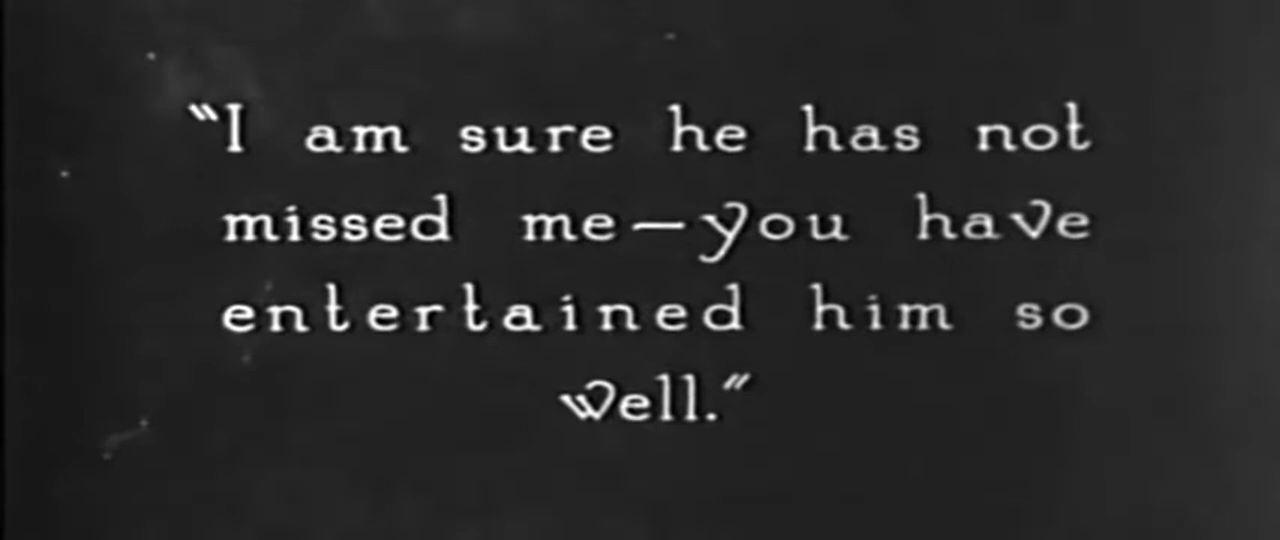 “I am sure he has not
missed me—you have
entertained him so
well.”